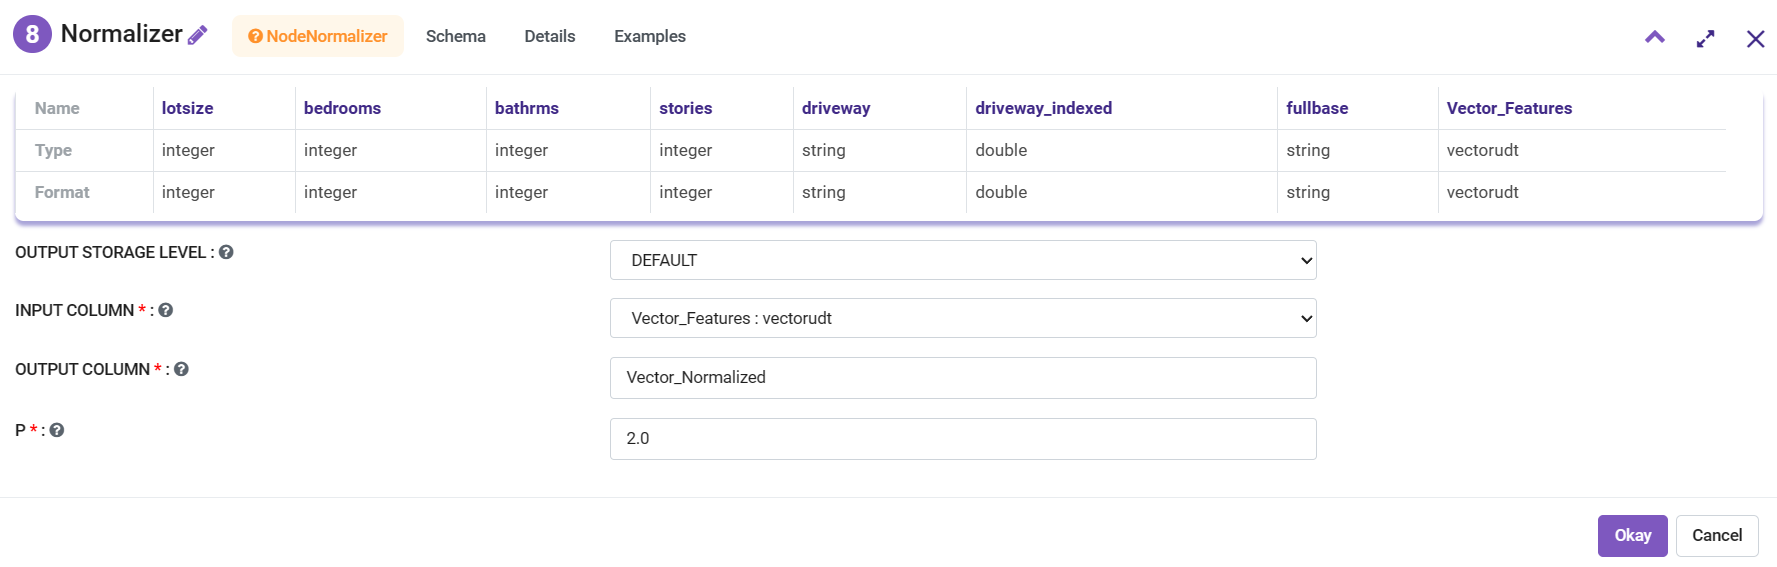 8 Normalizer NodeNormalizer Schema Details Examples
Name lotsize bedrooms bathrms stories driveway driveway_indexed fullbase Vector_Features
Type integer integer integer integer string double string vectorudt
Format integer integer integer integer string double string vectorudt
OUTPUT STORAGE LEVEL : DEFAULT
INPUT COLUMN * : Vector_Features : vectorudt
OUTPUT COLUMN * : Vector_Normalized
P * : 2.0
Okay Cancel